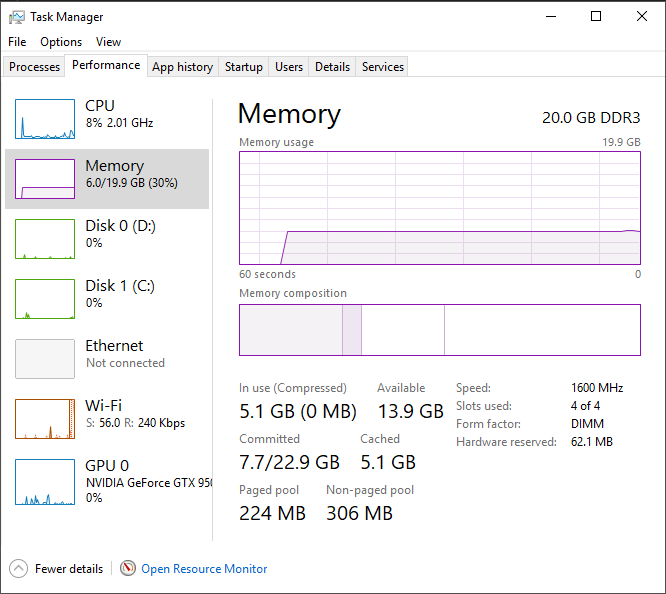 Task Manager
File Options View
Processes Performance App history Startup Users Details Services
CPU
8% 2.01 GHz
Memory
6.0/19.9 GB (30%)
Disk 0 (D:)
0%
Disk 1 (C:)
0%
Ethernet
Not connected
Wi-Fi
S: 56.0 R: 240 Kbps
GPU 0
NVIDIA GeForce GTX 950
0%
Memory 20.0 GB DDR3
Memory usage 19.9 GB
60 seconds 0
Memory composition
In use (Compressed) Available
5.1 GB (0 MB) 13.9 GB
Committed Cached
7.7/22.9 GB 5.1 GB
Paged pool Non-paged pool
224 MB 306 MB
Speed: 1600 MHz
Slots used: 4 of 4
Form factor: DIMM
Hardware reserved: 62.1 MB
Fewer details Open Resource Monitor